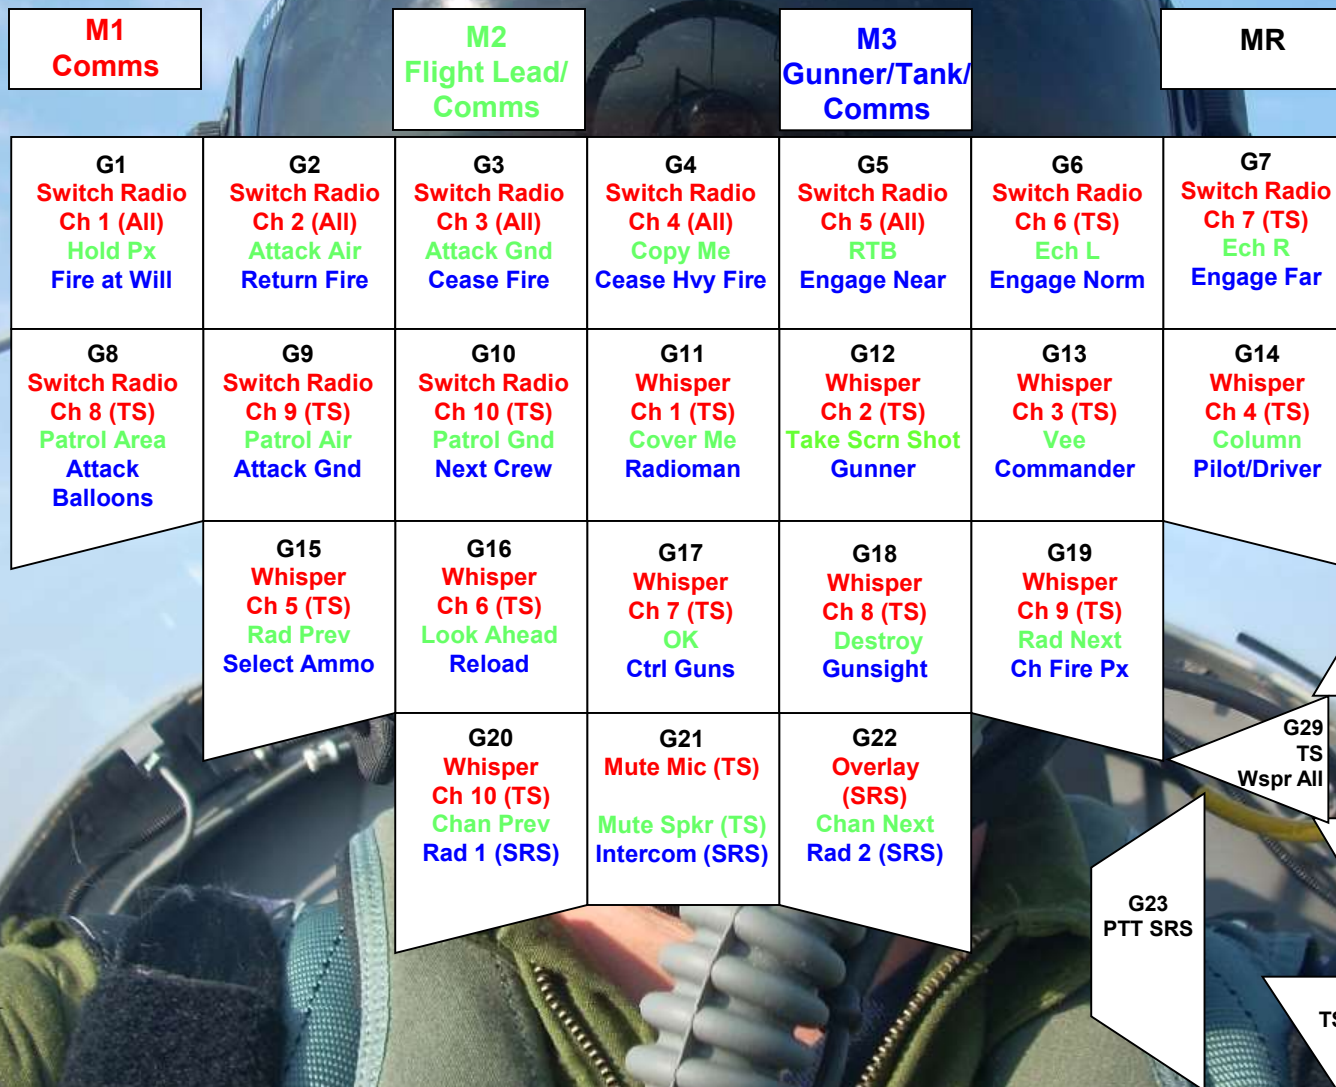 M1
Comms
M2
Flight Lead/
Comms
M3
Gunner/Tank/
Comms
MR
G1
Switch Radio
Ch 1 (All)
Hold Px
Fire at Will
G2
Switch Radio
Ch 2 (All)
Attack Air
Return Fire
G3
Switch Radio
Ch 3 (All)
Attack Gnd
Cease Fire
G4
Switch Radio
Ch 4 (All)
Copy Me
Cease Hvy Fire
G5
Switch Radio
Ch 5 (All)
RTB
Engage Near
G6
Switch Radio
Ch 6 (TS)
Ech L
Engage Norm
G7
Switch Radio
Ch 7 (TS)
Ech R
Engage Far
G8
Switch Radio
Ch 8 (TS)
Patrol Area
Attack
Balloons
G9
Switch Radio
Ch 9 (TS)
Patrol Air
Attack Gnd
G10
Switch Radio
Ch 10 (TS)
Patrol Gnd
Next Crew
G11
Whisper
Ch 1 (TS)
Cover Me
Radioman
G12
Whisper
Ch 2 (TS)
Take Scrn Shot
Gunner
G13
Whisper
Ch 3 (TS)
Vee
Commander
G14
Whisper
Ch 4 (TS)
Column
Pilot/Driver
G15
Whisper
Ch 5 (TS)
Rad Prev
Select Ammo
G16
Whisper
Ch 6 (TS)
Look Ahead
Reload
G17
Whisper
Ch 7 (TS)
OK
Ctrl Guns
G18
Whisper
Ch 8 (TS)
Destroy
Gunsight
G19
Whisper
Ch 9 (TS)
Rad Next
Ch Fire Px
G20
Whisper
Ch 10 (TS)
Chan Prev
Rad 1 (SRS)
G21
Mute Mic (TS)
Mute Spkr (TS)
Intercom (SRS)
G22
Overlay
(SRS)
Chan Next
Rad 2 (SRS)
G29
TS
Wspr All
G23
PTT SRS